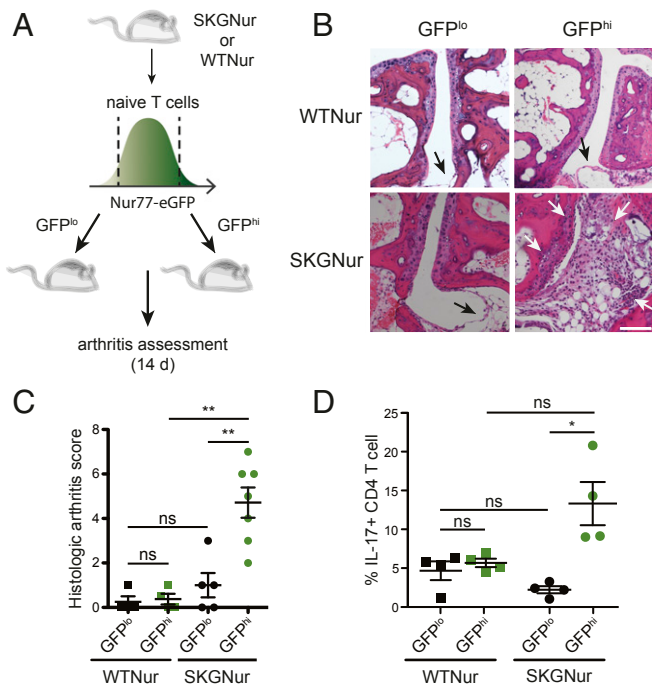 A
SKGNur
or
WTNur
naive T cells
Nur77-eGFP
GFPlo
GFPhi
arthritis assessment
(14 d)
B
GFPlo
GFPhi
WTNur
SKGNur
C
Histologic arthritis score
8
6
4
2
0
ns
ns
**
**
GFPlo
GFPhi
GFPlo
GFPhi
WTNur
SKGNur
D
% IL-17+ CD4 T cell
25
20
15
10
5
0
ns
ns
ns
*
GFPlo
GFPhi
GFPlo
GFPhi
WTNur
SKGNur